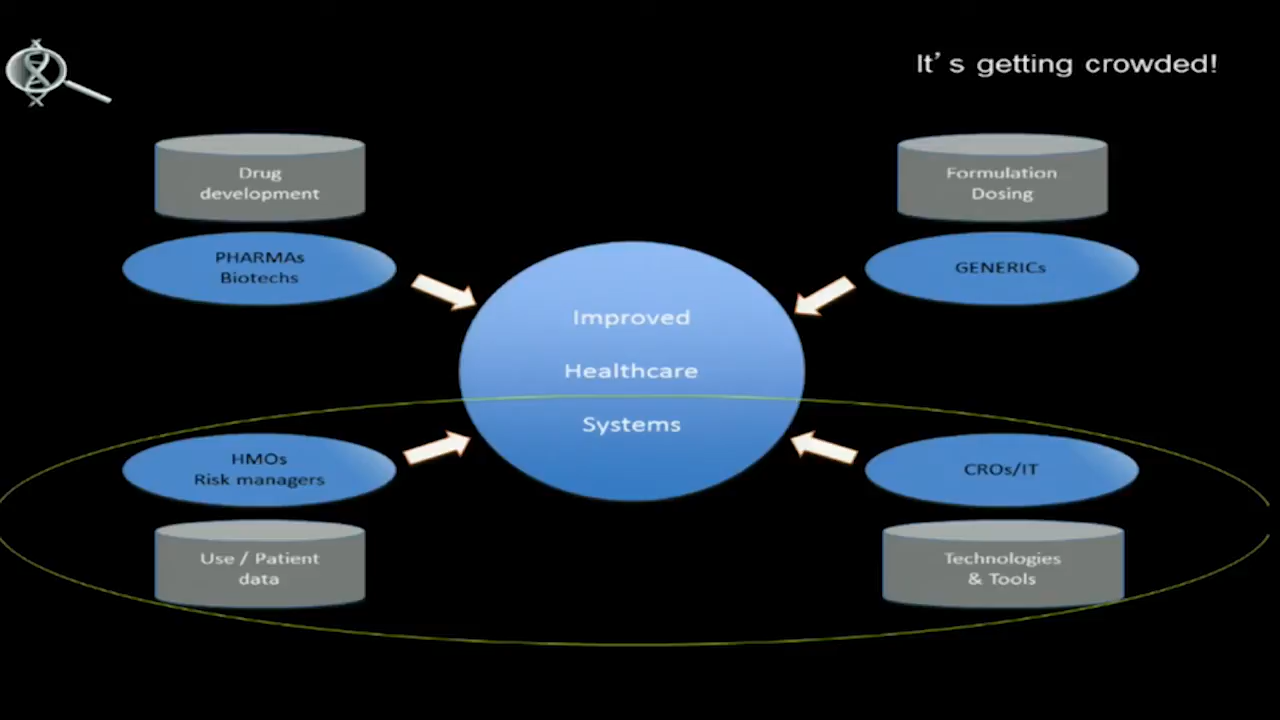 It's getting crowded!
Drug
development
Formulation
Dosing
PHARMAs
Biotechs
GENERICs
Improved
Healthcare
Systems
HMOs
Risk managers
CROs/IT
Use / Patient
data
Technologies
& Tools